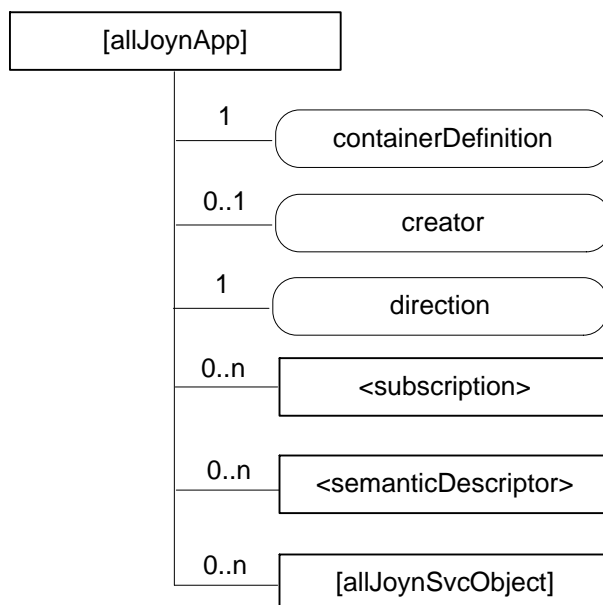 [allJoynApp]
1
containerDefinition
0..1
creator
1
direction
0..n
<subscription>
0..n
<semanticDescriptor>
0..n
[allJoynSvcObject]